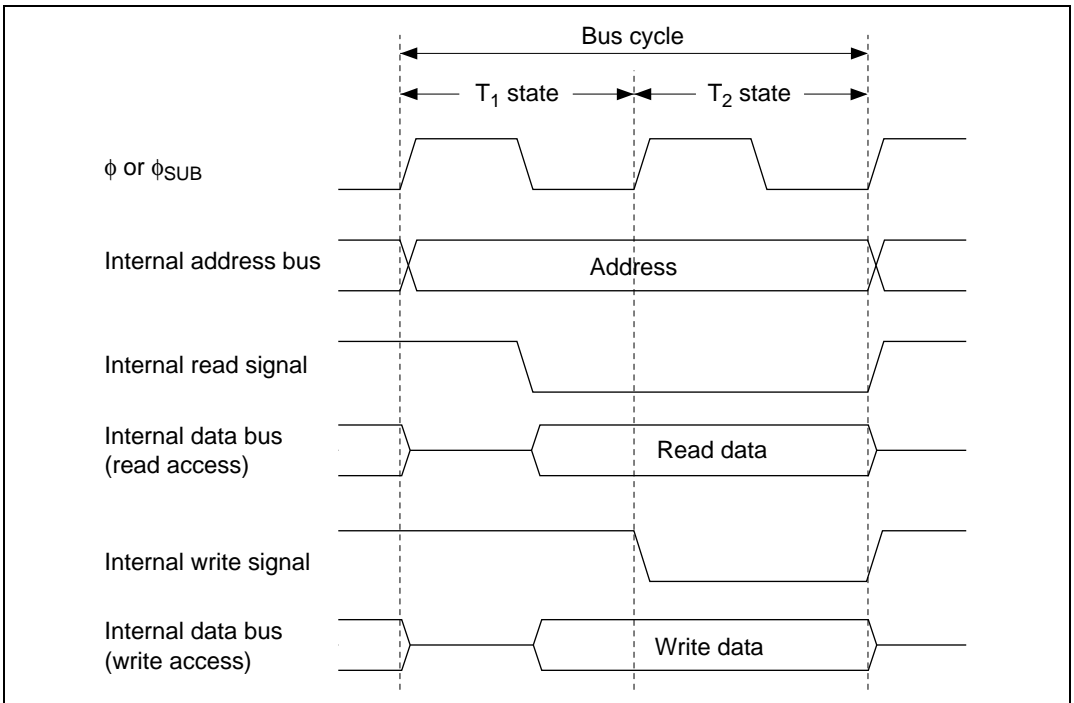 Bus cycle
T1 state
T2 state
ϕ or ϕSUB
Internal address bus
Address
Internal read signal
Internal data bus
(read access)
Read data
Internal write signal
Internal data bus
(write access)
Write data